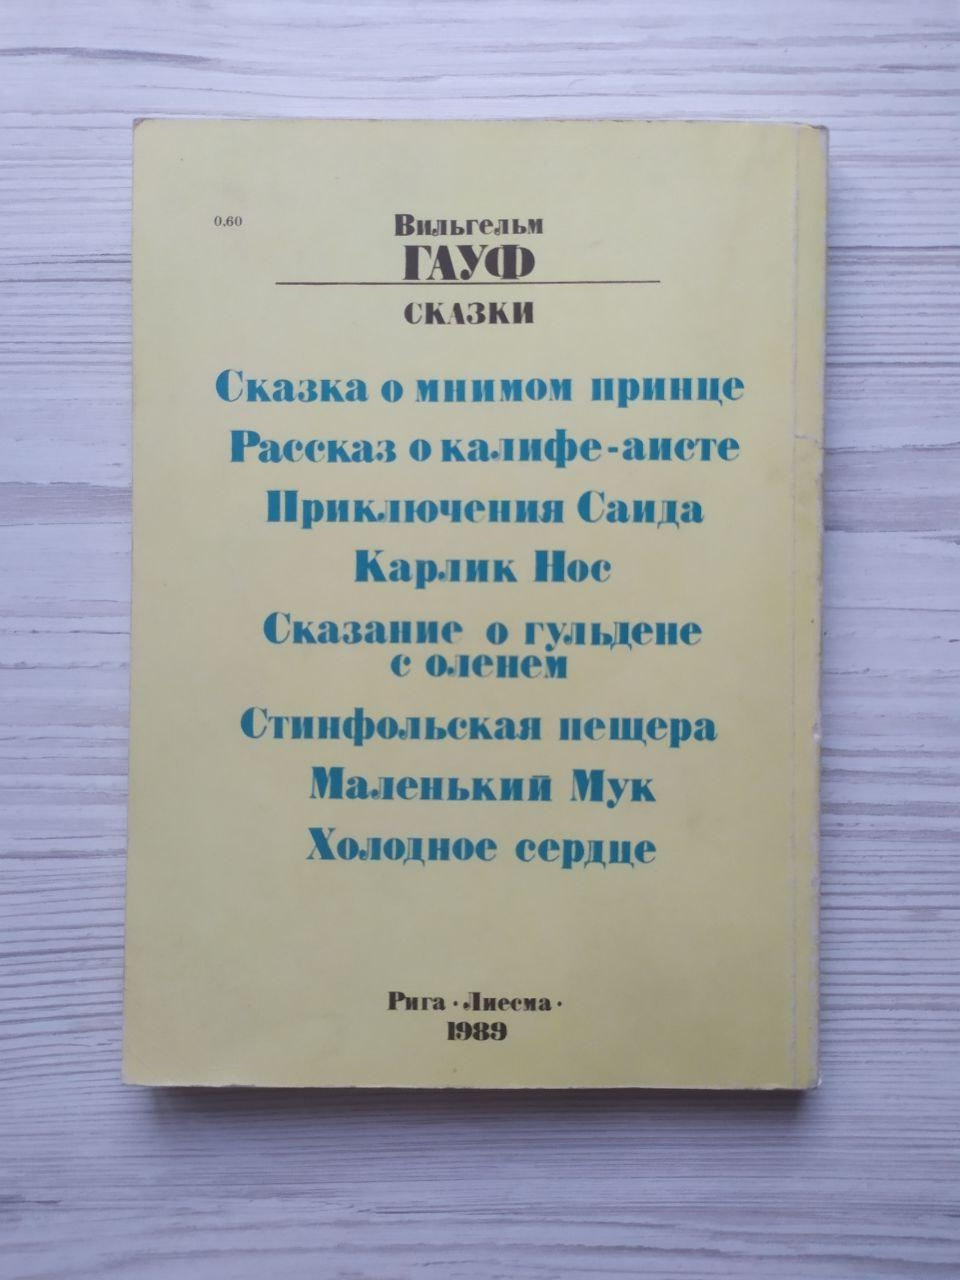 0,60
Вильгельм
ГАУФ
СКАЗКИ
Сказка о мнимом принце
Рассказ о калифе-аисте
Приключения Саида
Карлик Нос
Сказание о гульдене
с оленем
Стинфольская пещера
Маленький Мук
Холодное сердце
Рига · Лиесма ·
1989